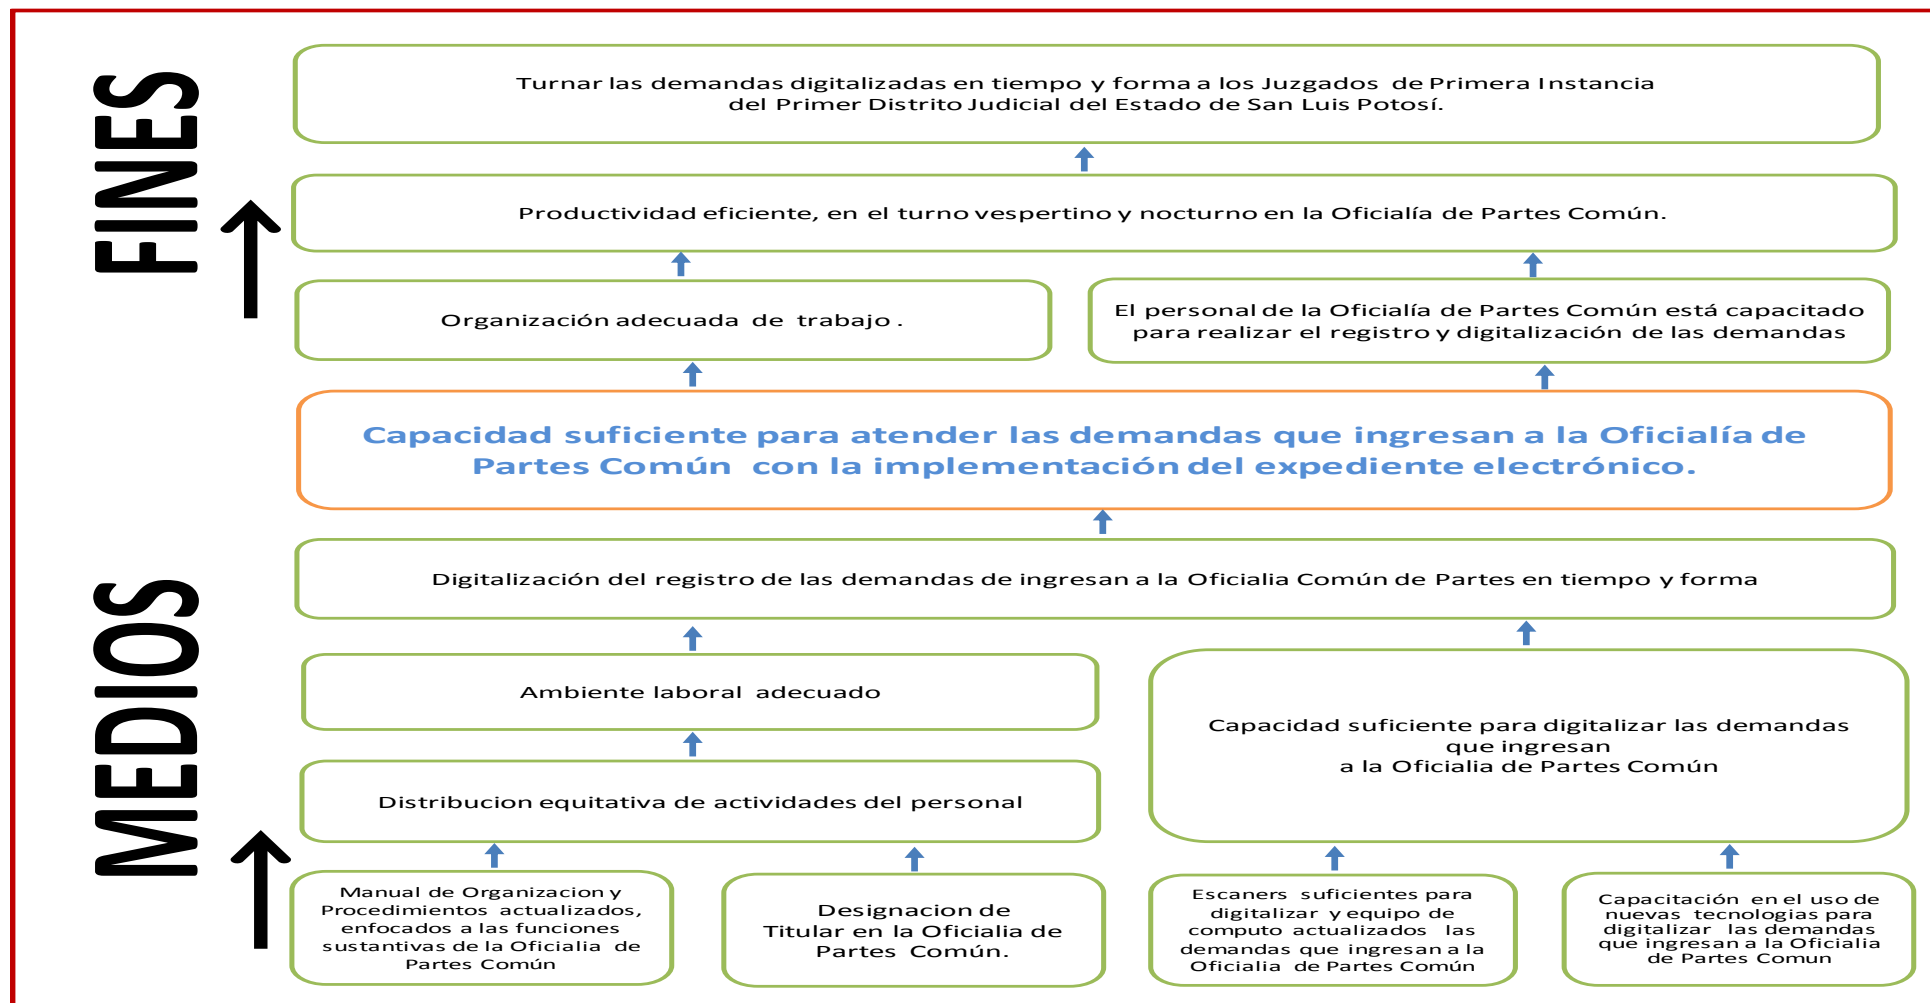 FINES
Turnar las demandas digitalizadas en tiempo y forma a los Juzgados de Primera Instancia
del Primer Distrito Judicial del Estado de San Luis Potosí.
Productividad eficiente, en el turno vespertino y nocturno en la Oficialía de Partes Común.
Organización adecuada de trabajo .
El personal de la Oficialía de Partes Común está capacitado
para realizar el registro y digitalización de las demandas
Capacidad suficiente para atender las demandas que ingresan a la Oficialía de
Partes Común con la implementación del expediente electrónico.
MEDIOS
Digitalización del registro de las demandas de ingresan a la Oficialia Común de Partes en tiempo y forma
Ambiente laboral adecuado
Capacidad suficiente para digitalizar las demandas
que ingresan
a la Oficialia de Partes Común
Distribucion equitativa de actividades del personal
Manual de Organizacion y
Procedimientos actualizados,
enfocados a las funciones
sustantivas de la Oficialia de
Partes Común
Designacion de
Titular en la Oficialia de
Partes Común.
Escaners suficientes para
digitalizar y equipo de
computo actualizados las
demandas que ingresan a la
Oficialia de Partes Común
Capacitación en el uso de
nuevas tecnologias para
digitalizar las demandas
que ingresan a la Oficialia
de Partes Comun